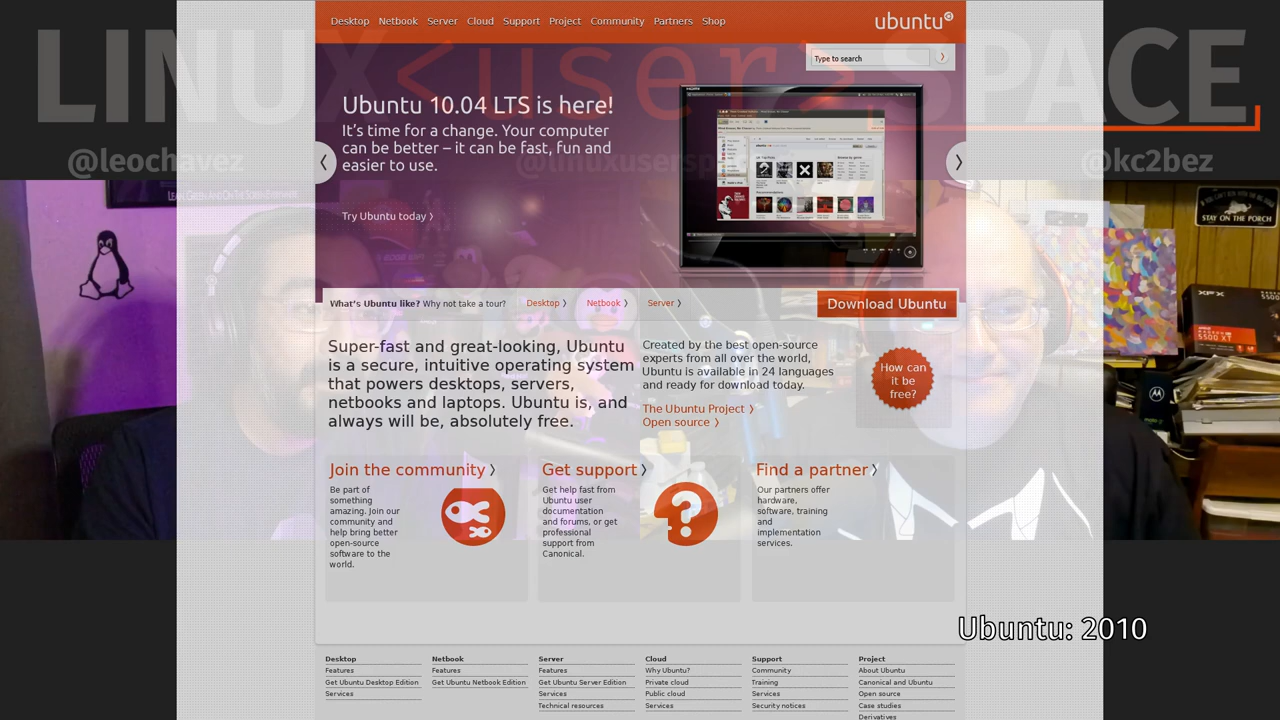 Desktop Netbook Server Cloud Support Project Community Partners Shop
ubuntu
LINUX <user> SPACE
Type to search
Ubuntu 10.04 LTS is here!
It's time for a change. Your computer
can be better – it can be fast, fun and
easier to use.
@leochavez
@linuxuserspace
@kc2bez
Try Ubuntu today
STAY ON THE PORCH
XFX
AMD
RADEON
5500 XT
What's Ubuntu like? Why not take a tour? Desktop Netbook Server
Download Ubuntu
Super-fast and great-looking, Ubuntu
is a secure, intuitive operating system
that powers desktops, servers,
netbooks and laptops. Ubuntu is, and
always will be, absolutely free.
Created by the best open-source
experts from all over the world,
Ubuntu is available in 24 languages
and ready for download today.
The Ubuntu Project
Open source
How can
it be
free?
Join the community
Be part of
something
amazing. Join our
community and
help bring better
open-source
software to the
world.
Get support
Get help fast from
Ubuntu user
documentation
and forums, or get
professional
support from
Canonical.
?
Find a partner
Our partners offer
hardware,
software, training
and
implementation
services.
Ubuntu: 2010
Desktop
Features
Get Ubuntu Desktop Edition
Services
Netbook
Features
Get Ubuntu Netbook Edition
Server
Features
Get Ubuntu Server Edition
Services
Technical resources
Cloud
Why Ubuntu?
Private cloud
Public cloud
Services
Support
Community
Training
Services
Security notices
Project
About Ubuntu
Canonical and Ubuntu
Open source
Case studies
Derivatives